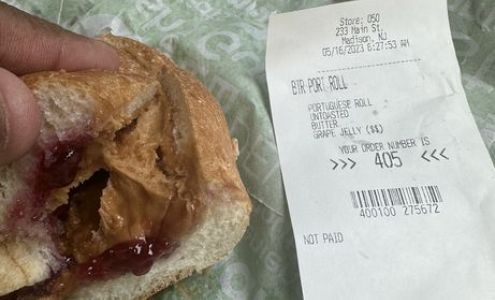 Store: 050
233 Main St.
Madison, NJ
05/16/2023 6:27:53 AM
BTR PORT ROLL
PORTUGUESE ROLL
UNTOASTED
BUTTER
GRAPE JELLY ($$)
YOUR ORDER NUMBER IS
>>> 405 <<<
400100 275672
NOT PAID